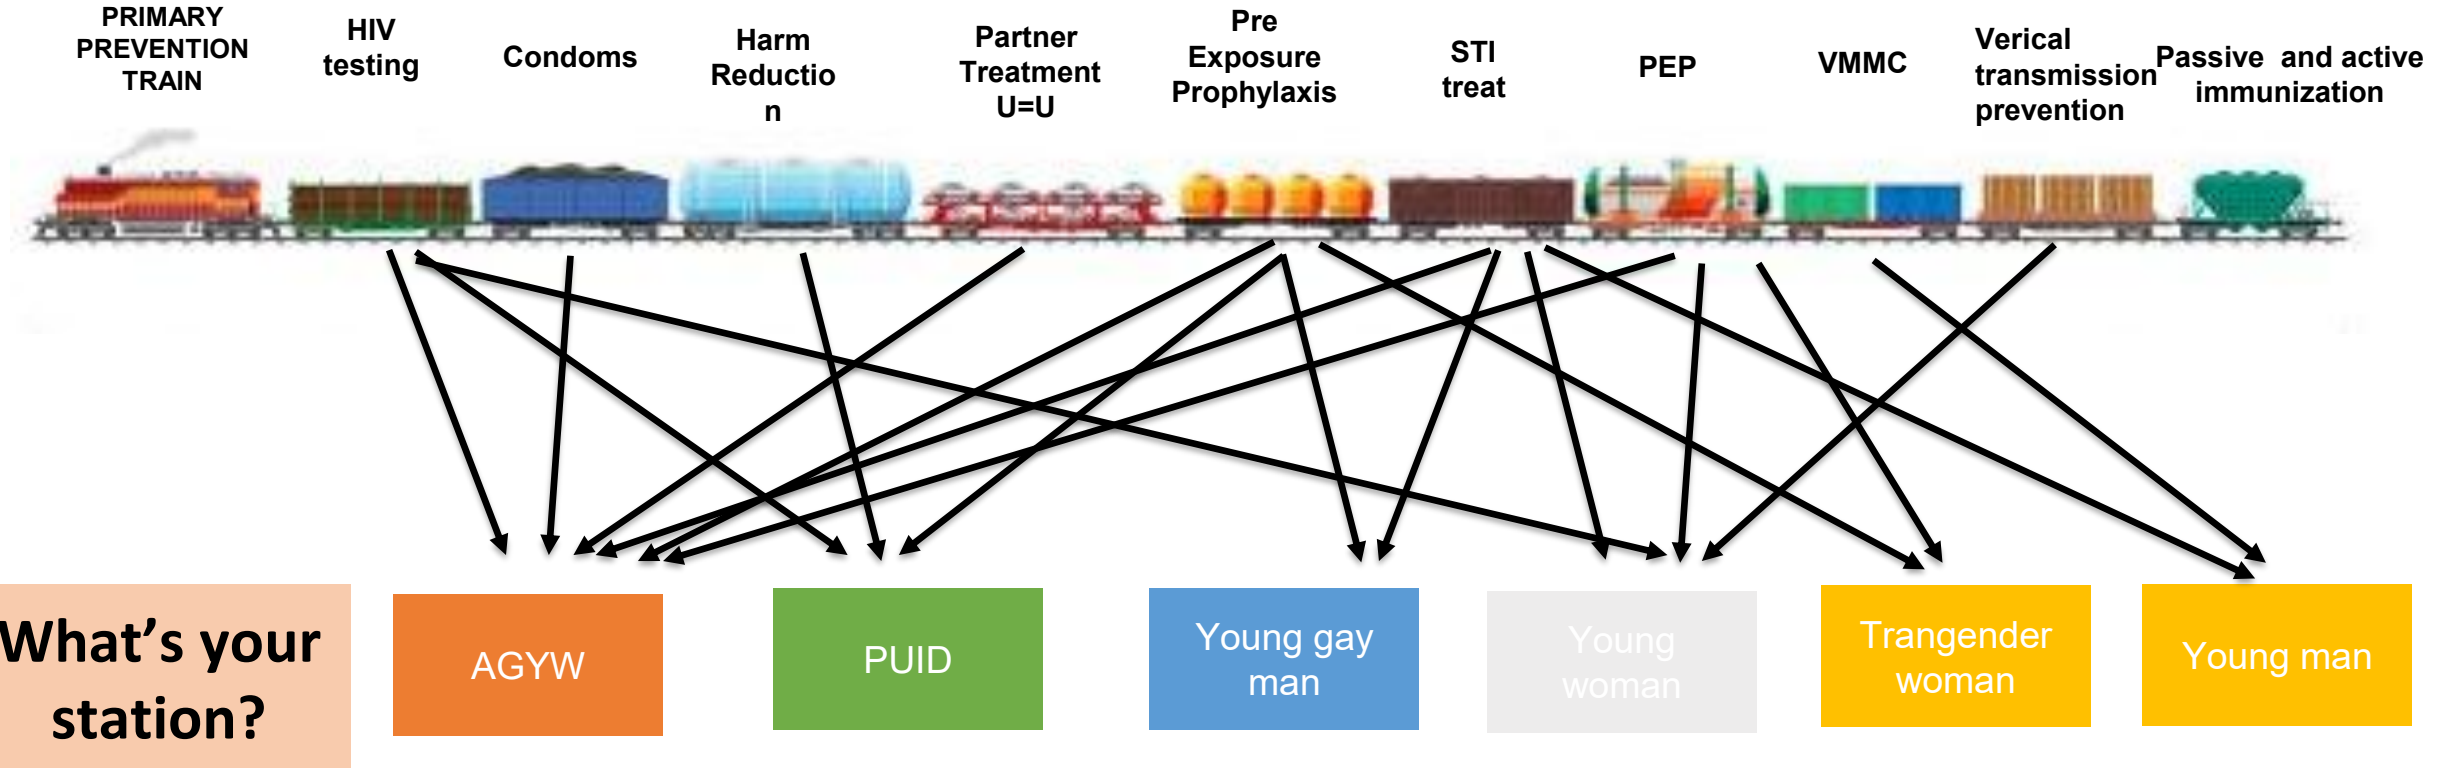 PRIMARY
PREVENTION
TRAIN
HIV
testing
Condoms
Harm
Reductio
n
Partner
Treatment
U=U
Pre
Exposure
Prophylaxis
STI
treat
PEP
VMMC
Verical
transmission
prevention
Passive and active
immunization
What's your
station?
AGYW
PUID
Young gay
man
Young
woman
Trangender
woman
Young man